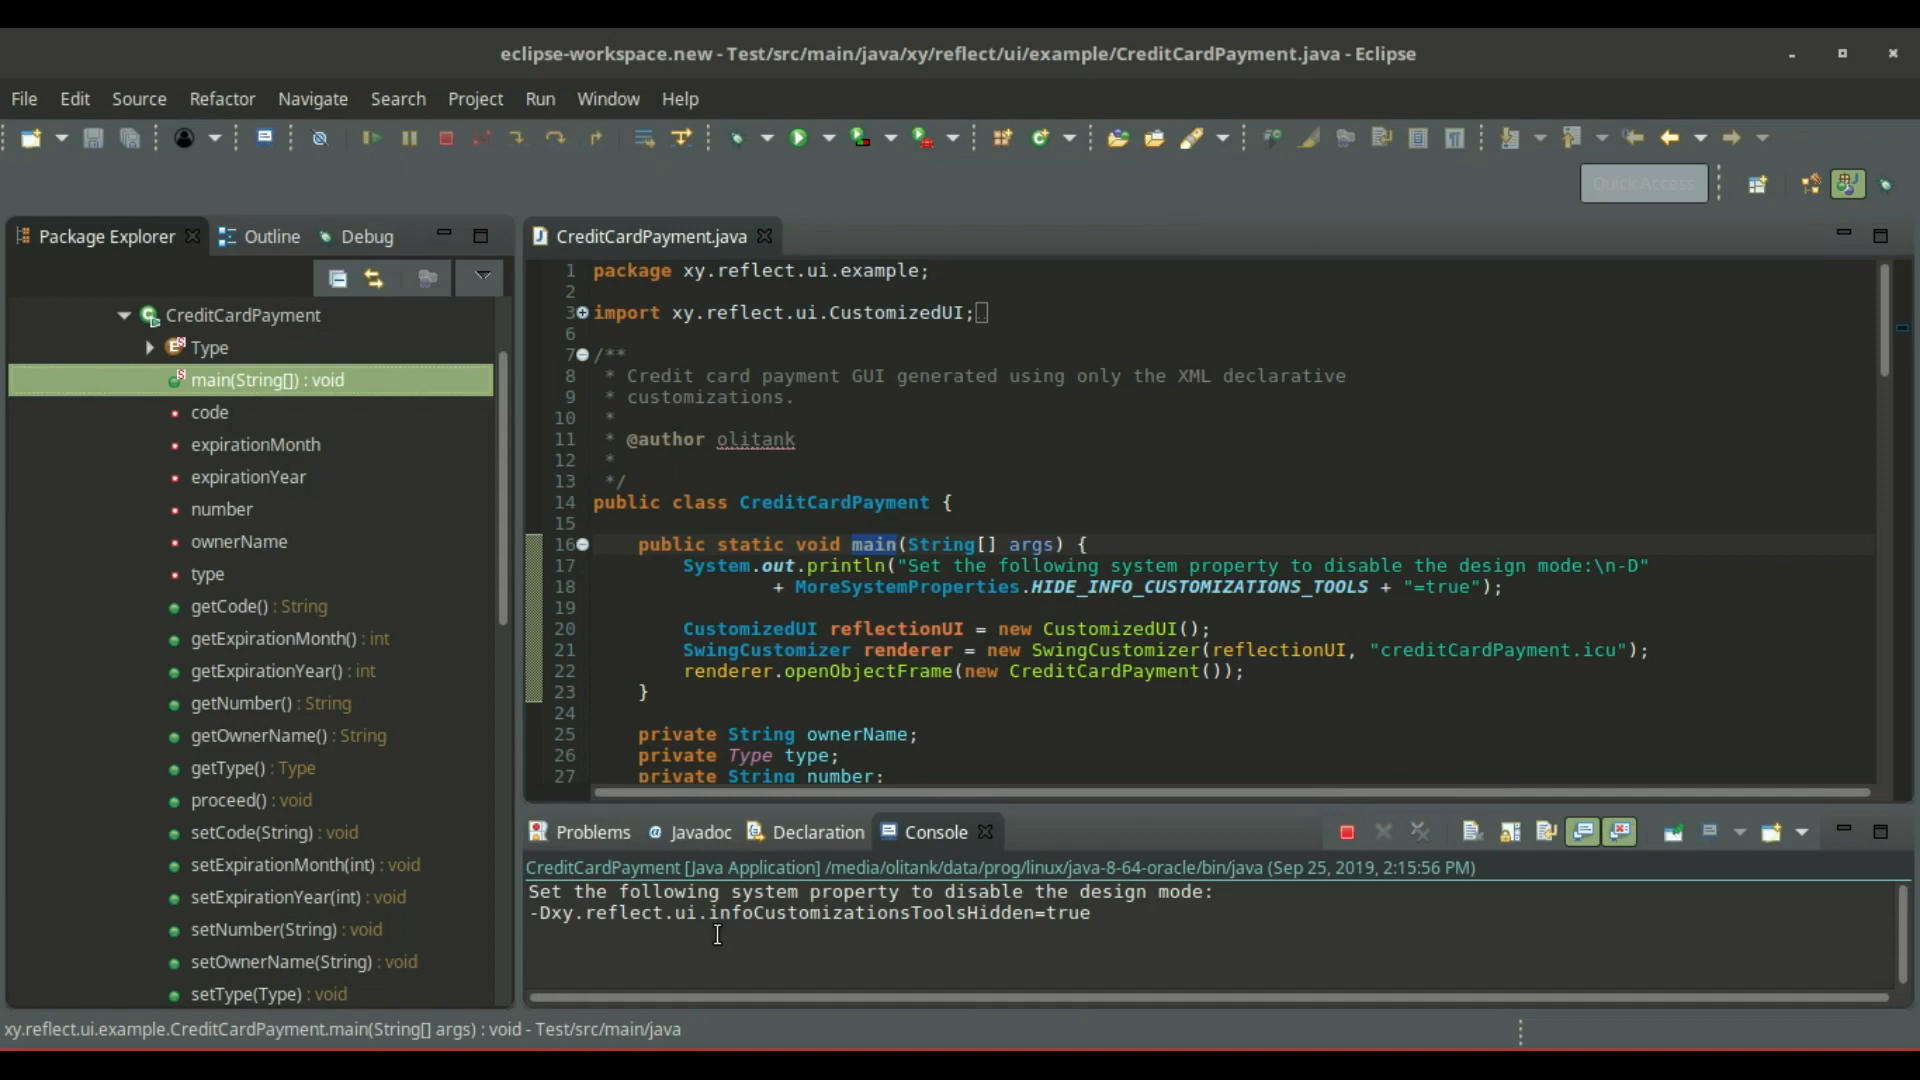 eclipse-workspace.new - Test/src/main/java/xy/reflect/ui/example/CreditCardPayment.java - Eclipse
File Edit Source Refactor Navigate Search Project Run Window Help
Quick Access
Package Explorer Outline Debug
CreditCardPayment
Type
main(String[]) : void
code
expirationMonth
expirationYear
number
ownerName
type
getCode() : String
getExpirationMonth() : int
getExpirationYear() : int
getNumber() : String
getOwnerName() : String
getType() : Type
proceed() : void
setCode(String) : void
setExpirationMonth(int) : void
setExpirationYear(int) : void
setNumber(String) : void
setOwnerName(String) : void
setType(Type) : void
CreditCardPayment.java
1 package xy.reflect.ui.example;
2
3 import xy.reflect.ui.CustomizedUI;
6
7 /**
8 * Credit card payment GUI generated using only the XML declarative
9 * customizations.
10 *
11 * @author olitank
12 *
13 */
14 public class CreditCardPayment {
15
16 public static void main(String[] args) {
17 System.out.println("Set the following system property to disable the design mode:\n-D"
18 + MoreSystemProperties.HIDE_INFO_CUSTOMIZATIONS_TOOLS + "=true");
19
20 CustomizedUI reflectionUI = new CustomizedUI();
21 SwingCustomizer renderer = new SwingCustomizer(reflectionUI, "creditCardPayment.icu");
22 renderer.openObjectFrame(new CreditCardPayment());
23 }
24
25 private String ownerName;
26 private Type type;
27 private String number;
Problems Javadoc Declaration Console
CreditCardPayment [Java Application] /media/olitank/data/prog/linux/java-8-64-oracle/bin/java (Sep 25, 2019, 2:15:56 PM)
Set the following system property to disable the design mode:
-Dxy.reflect.ui.infoCustomizationsToolsHidden=true
xy.reflect.ui.example.CreditCardPayment.main(String[] args) : void - Test/src/main/java